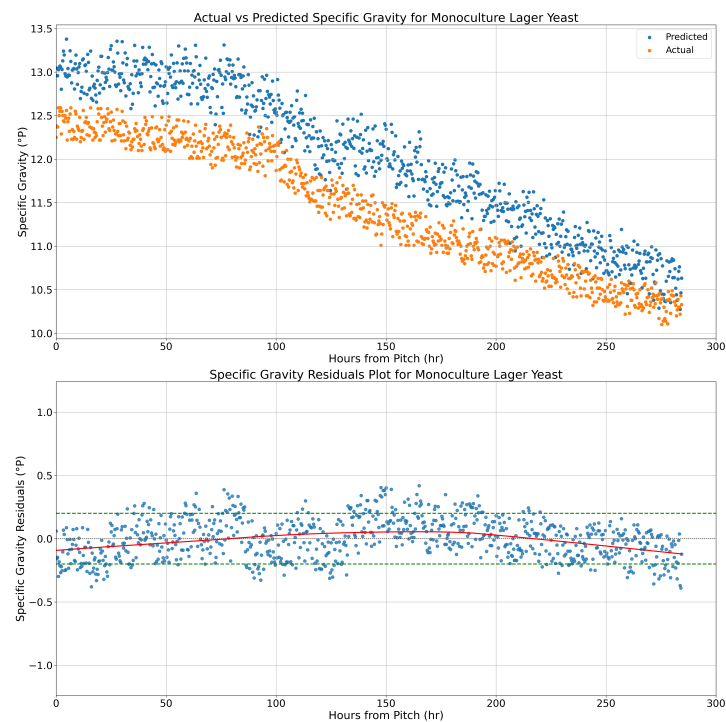 Actual vs Predicted Specific Gravity for Monoculture Lager Yeast
Predicted
Actual
Specific Gravity (°P)
13.5
13.0
12.5
12.0
11.5
11.0
10.5
10.0
0 50 100 150 200 250 300
Hours from Pitch (hr)
Specific Gravity Residuals Plot for Monoculture Lager Yeast
Specific Gravity Residuals (°P)
1.0
0.5
0.0
−0.5
−1.0
0 50 100 150 200 250 300
Hours from Pitch (hr)